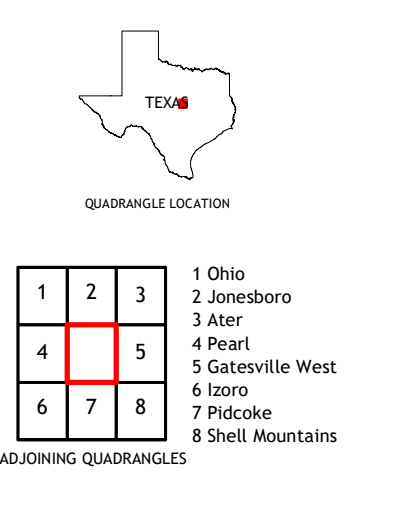 TEXAS
QUADRANGLE LOCATION
1 2 3
4 5
6 7 8
1 Ohio
2 Jonesboro
3 Ater
4 Pearl
5 Gatesville West
6 Izoro
7 Pidcoke
8 Shell Mountains
ADJOINING QUADRANGLES